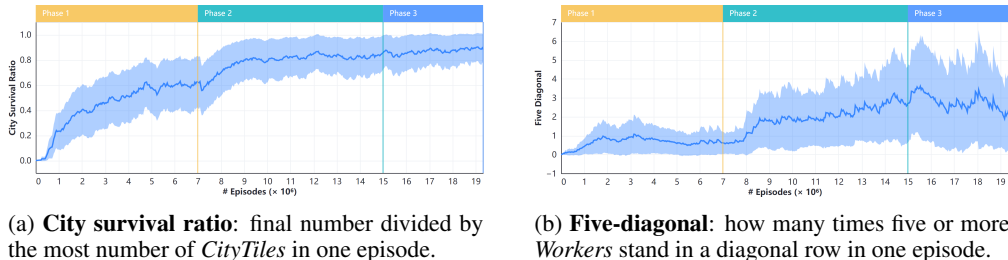 Phase 1 Phase 2 Phase 3
1.0
0.8
0.6
0.4
0.2
0.0
City Survival Ratio
0 1 2 3 4 5 6 7 8 9 10 11 12 13 14 15 16 17 18 19
# Episodes (× 10⁶)
(a) City survival ratio: final number divided by
the most number of CityTiles in one episode.
Phase 1 Phase 2 Phase 3
7
6
5
4
3
2
1
0
−1
Five Diagonal
0 1 2 3 4 5 6 7 8 9 10 11 12 13 14 15 16 17 18 19
# Episodes (× 10⁶)
(b) Five-diagonal: how many times five or more
Workers stand in a diagonal row in one episode.